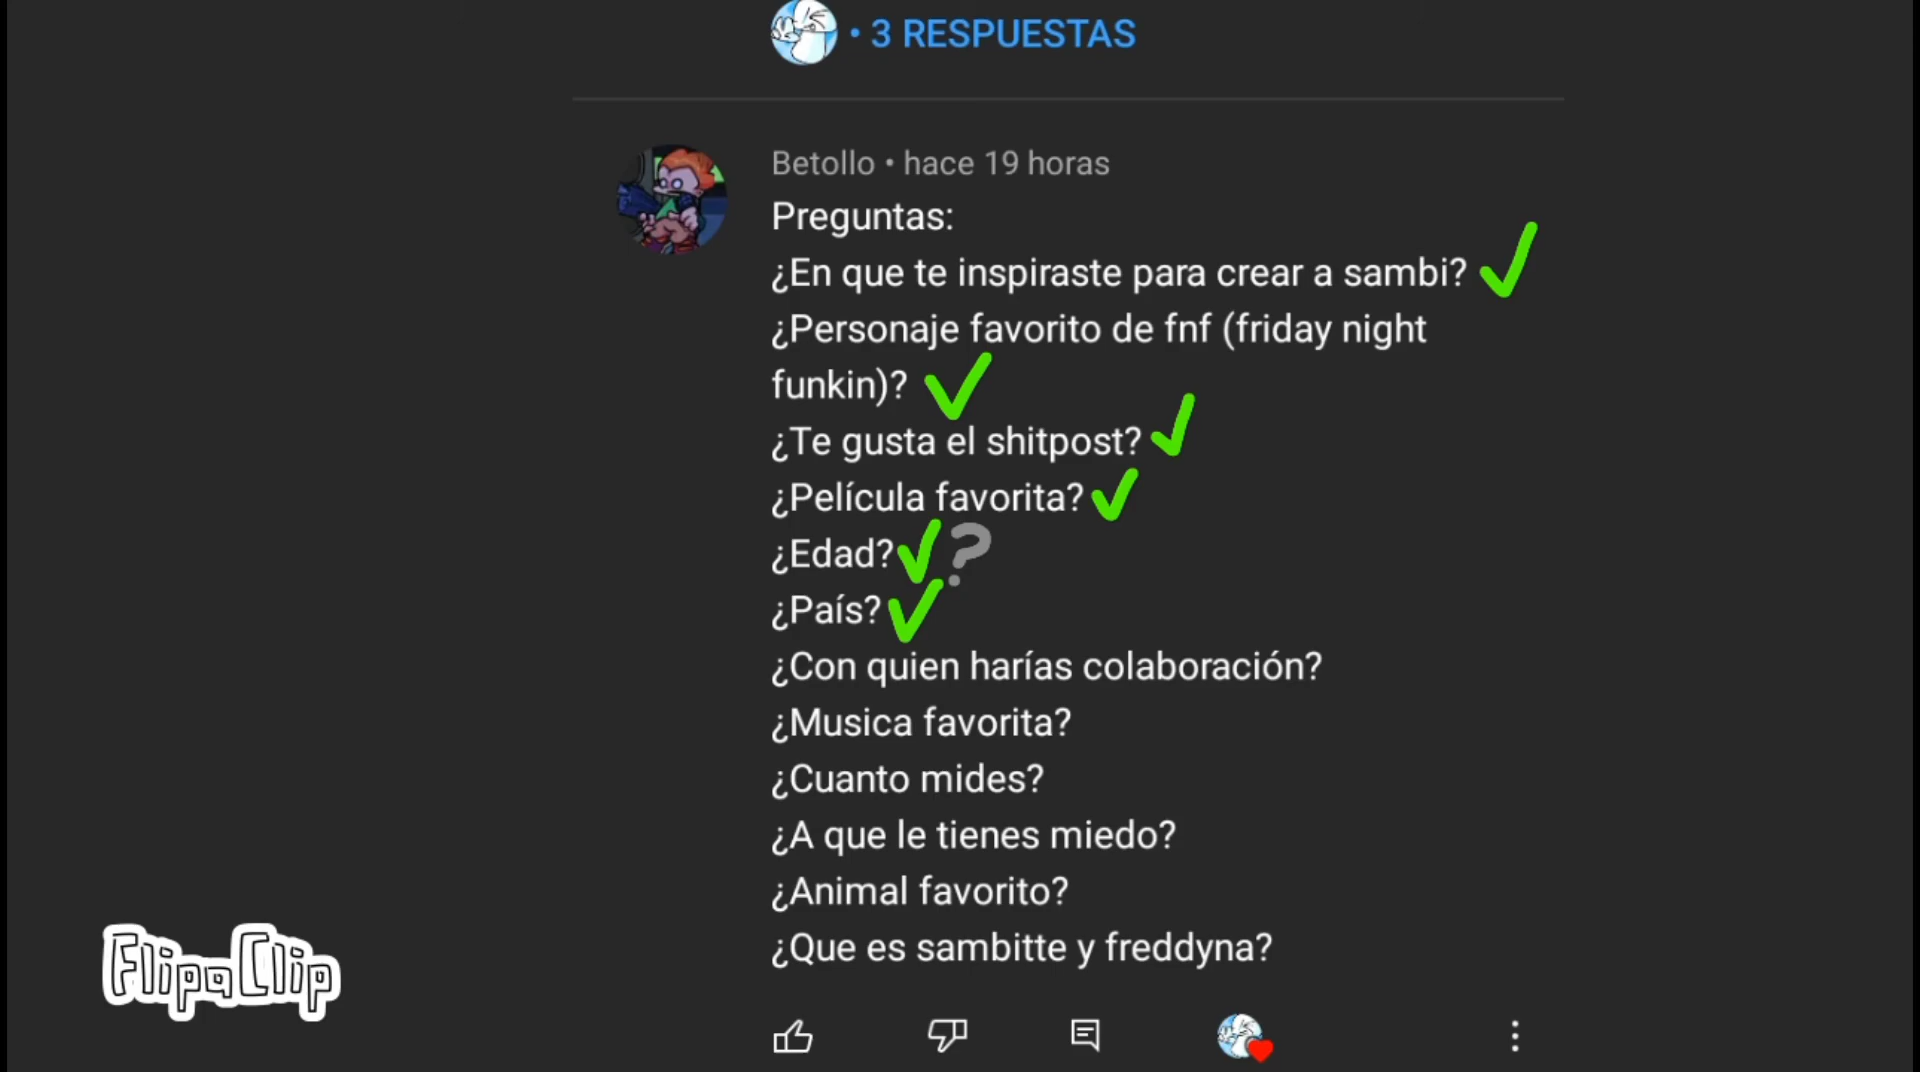 • 3 RESPUESTAS
Betollo • hace 19 horas
Preguntas:
¿En que te inspiraste para crear a sambi?
¿Personaje favorito de fnf (friday night
funkin)?
¿Te gusta el shitpost?
¿Película favorita?
¿Edad? ?
¿País?
¿Con quien harías colaboración?
¿Musica favorita?
¿Cuanto mides?
¿A que le tienes miedo?
¿Animal favorito?
¿Que es sambitte y freddyna?
FlipaClip